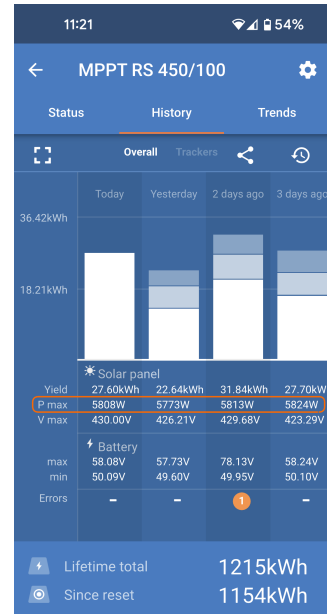 11:21 54%
MPPT RS 450/100
Status History Trends
Overall Trackers
Today Yesterday 2 days ago 3 days ago
36.42kWh
18.21kWh
Solar panel
Yield 27.60kWh 22.64kWh 31.84kWh 27.70kW
P max 5808W 5773W 5813W 5824W
V max 430.00V 426.21V 429.68V 423.29V
Battery
max 58.08V 57.73V 78.13V 58.24V
min 50.09V 49.60V 49.95V 50.10V
Errors – – 1 –
Lifetime total 1215kWh
Since reset 1154kWh